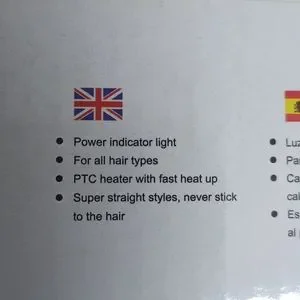 Power indicator light
For all hair types
PTC heater with fast heat up
Super straight styles, never stick
to the hair
Luz